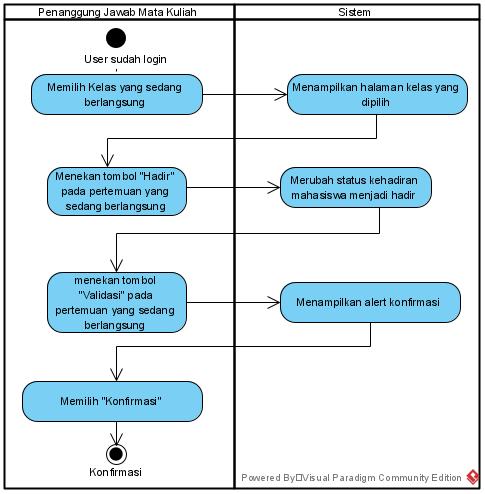 Penanggung Jawab Mata Kuliah
Sistem
User sudah login
Memilih Kelas yang sedang
berlangsung
Menampilkan halaman kelas yang
dipilih
Menekan tombol "Hadir"
pada pertemuan yang
sedang berlangsung
Merubah status kehadiran
mahasiswa menjadi hadir
menekan tombol
"Validasi" pada
pertemuan yang sedang
berlangsung
Menampilkan alert konfirmasi
Memilih "Konfirmasi"
Konfirmasi
Powered By Visual Paradigm Community Edition